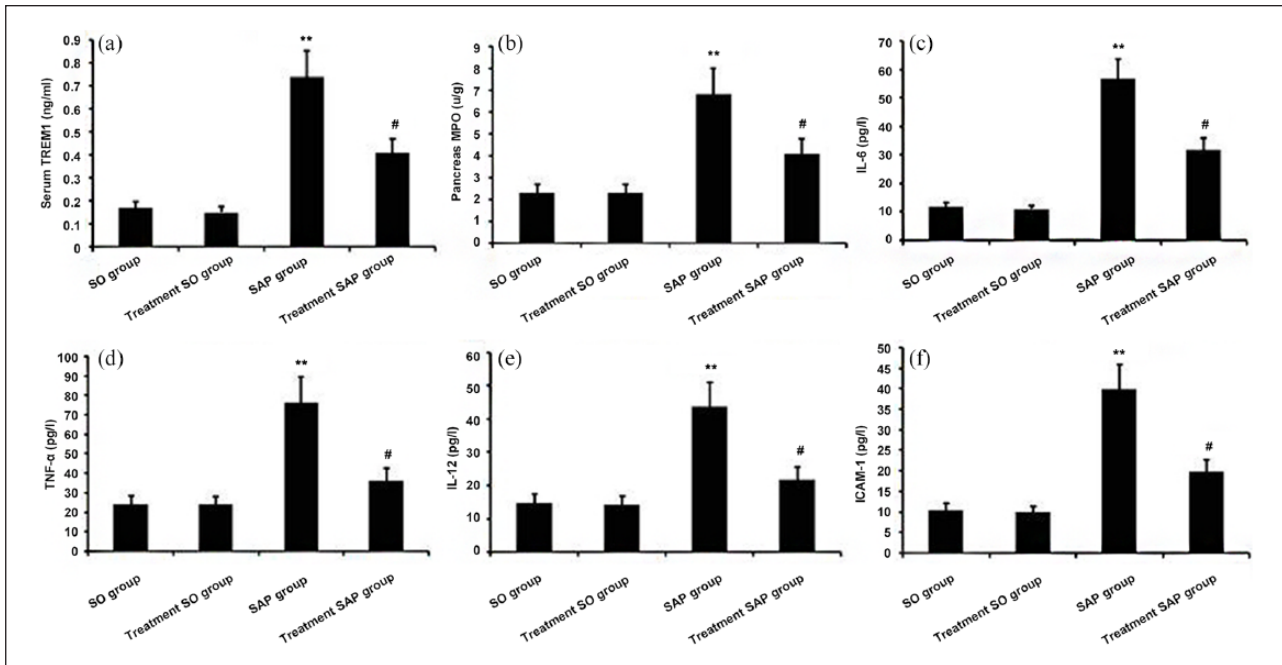 (a)
Serum TREM1 (ng/ml)
0.9
0.8
0.7
0.6
0.5
0.4
0.3
0.2
0.1
0
**
#
SO group
Treatment SO group
SAP group
Treatment SAP group
(b)
Pancreas MPO (u/g)
9
8
7
6
5
4
3
2
1
0
**
#
SO group
Treatment SO group
SAP group
Treatment SAP group
(c)
IL-6 (pg/l)
70
60
50
40
30
20
10
0
**
#
SO group
Treatment SO group
SAP group
Treatment SAP group
(d)
TNF-α (pg/l)
100
90
80
70
60
50
40
30
20
10
0
**
#
SO group
Treatment SO group
SAP group
Treatment SAP group
(e)
IL-12 (pg/l)
60
50
40
30
20
10
0
**
#
SO group
Treatment SO group
SAP group
Treatment SAP group
(f)
ICAM-1 (pg/l)
50
45
40
35
30
25
20
15
10
5
0
**
#
SO group
Treatment SO group
SAP group
Treatment SAP group